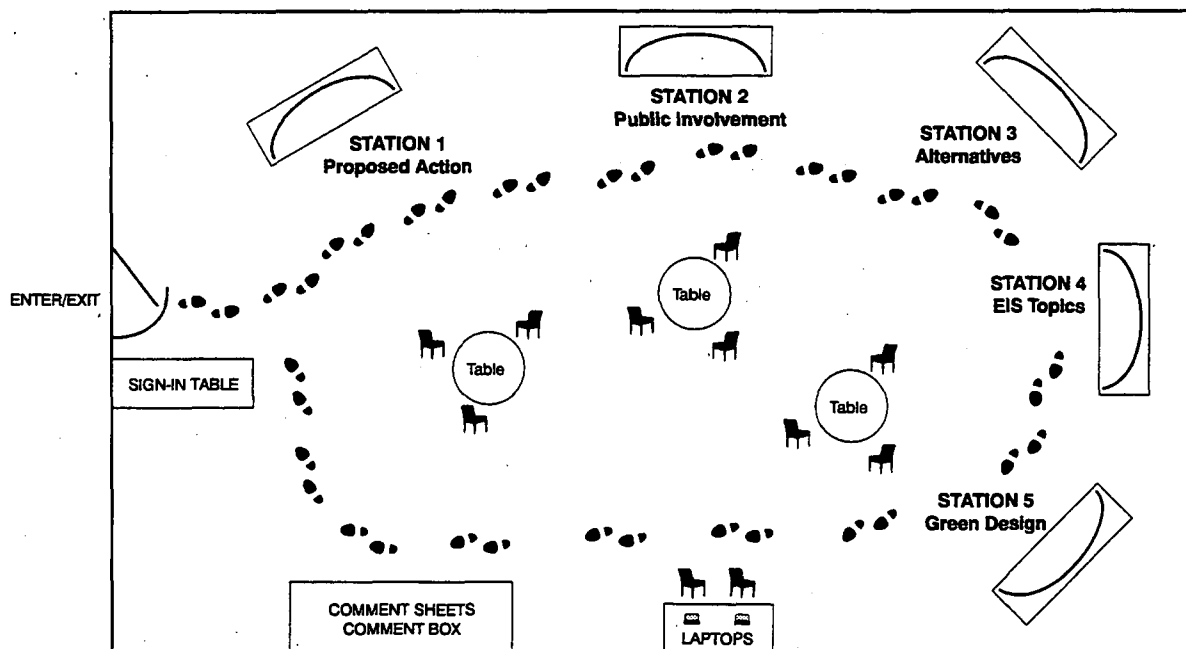 STATION 1
Proposed Action
STATION 2
Public Involvement
STATION 3
Alternatives
ENTER/EXIT
SIGN-IN TABLE
Table
Table
Table
STATION 4
EIS Topics
STATION 5
Green Design
COMMENT SHEETS
COMMENT BOX
LAPTOPS